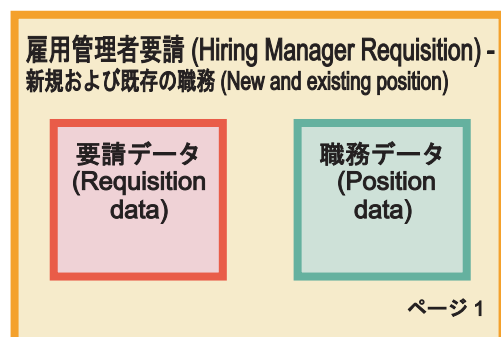 雇用管理者要請 (Hiring Manager Requisition) -
新規および既存の職務 (New and existing position)
要請データ
(Requisition
data)
職務データ
(Position
data)
ページ 1